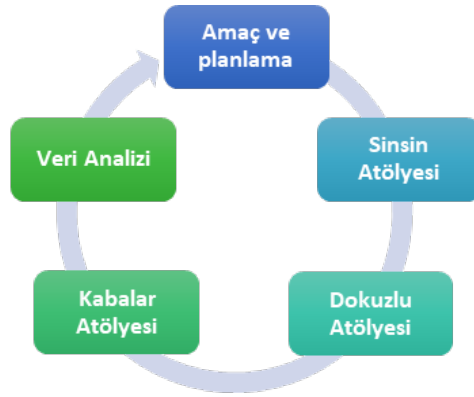 Amaç ve
planlama
Sinsin
Atölyesi
Dokuzlu
Atölyesi
Kabalar
Atölyesi
Veri Analizi